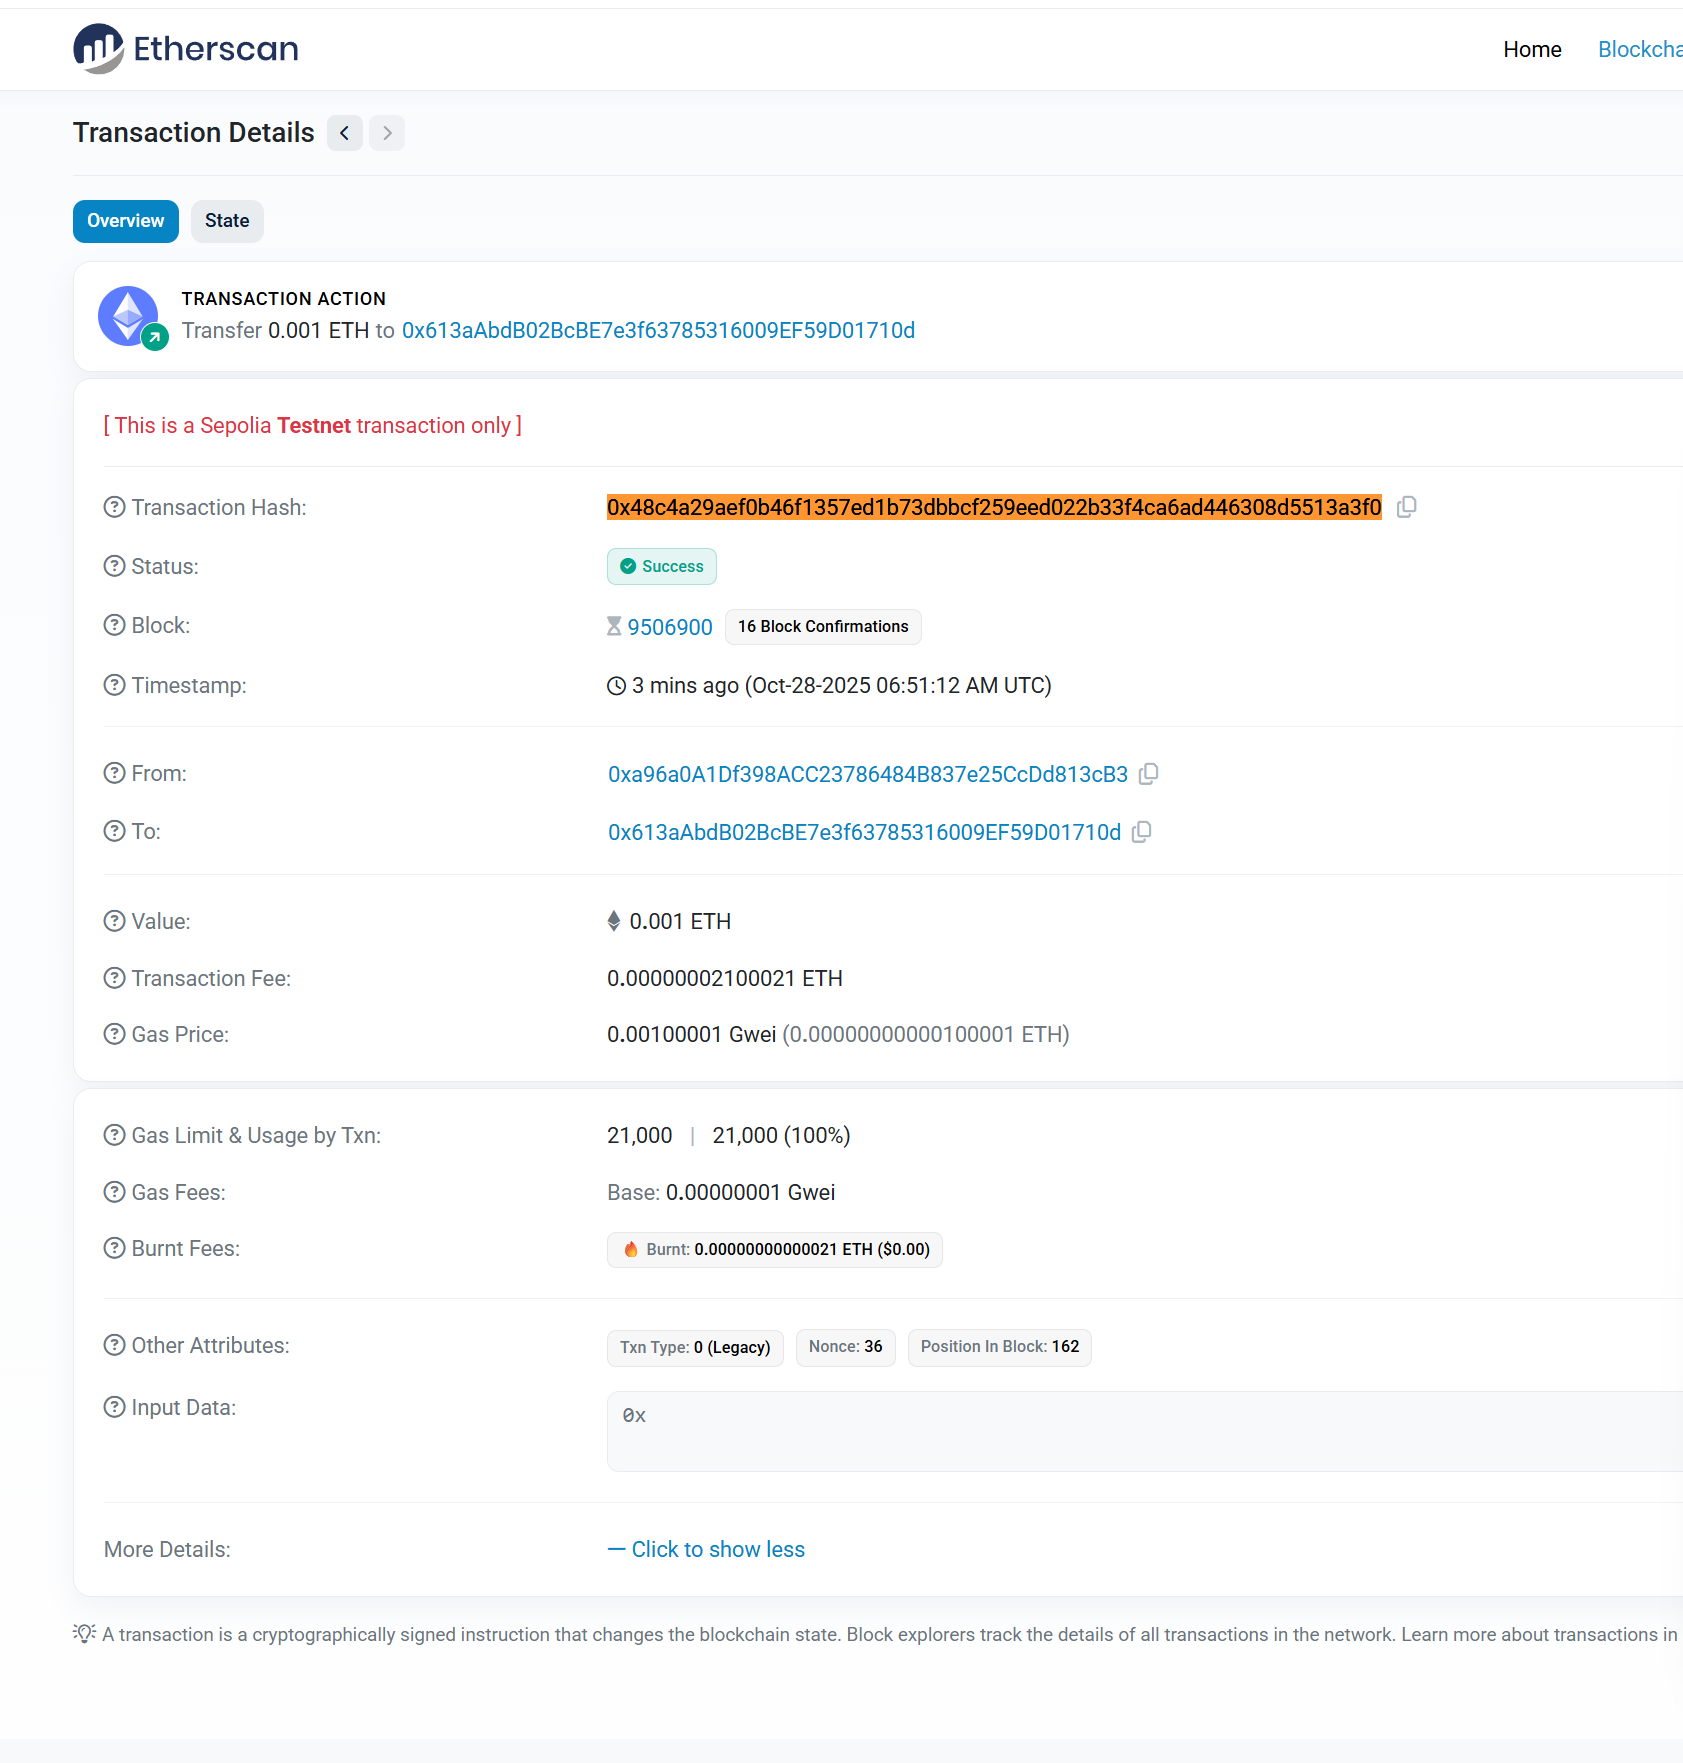 Etherscan
Home Blockcha
Transaction Details
Overview State
TRANSACTION ACTION
Transfer 0.001 ETH to 0x613aAbdB02BcBE7e3f63785316009EF59D01710d
[ This is a Sepolia Testnet transaction only ]
Transaction Hash: 0x48c4a29aef0b46f1357ed1b73dbbcf259eed022b33f4ca6ad446308d5513a3f0
Status: Success
Block: 9506900 16 Block Confirmations
Timestamp: 3 mins ago (Oct-28-2025 06:51:12 AM UTC)
From: 0xa96a0A1Df398ACC23786484B837e25CcDd813cB3
To: 0x613aAbdB02BcBE7e3f63785316009EF59D01710d
Value: 0.001 ETH
Transaction Fee: 0.00000002100021 ETH
Gas Price: 0.00100001 Gwei (0.00000000000100001 ETH)
Gas Limit & Usage by Txn: 21,000 | 21,000 (100%)
Gas Fees: Base: 0.00000001 Gwei
Burnt Fees: Burnt: 0.00000000000021 ETH ($0.00)
Other Attributes: Txn Type: 0 (Legacy) Nonce: 36 Position In Block: 162
Input Data: 0x
More Details: — Click to show less
A transaction is a cryptographically signed instruction that changes the blockchain state. Block explorers track the details of all transactions in the network. Learn more about transactions in